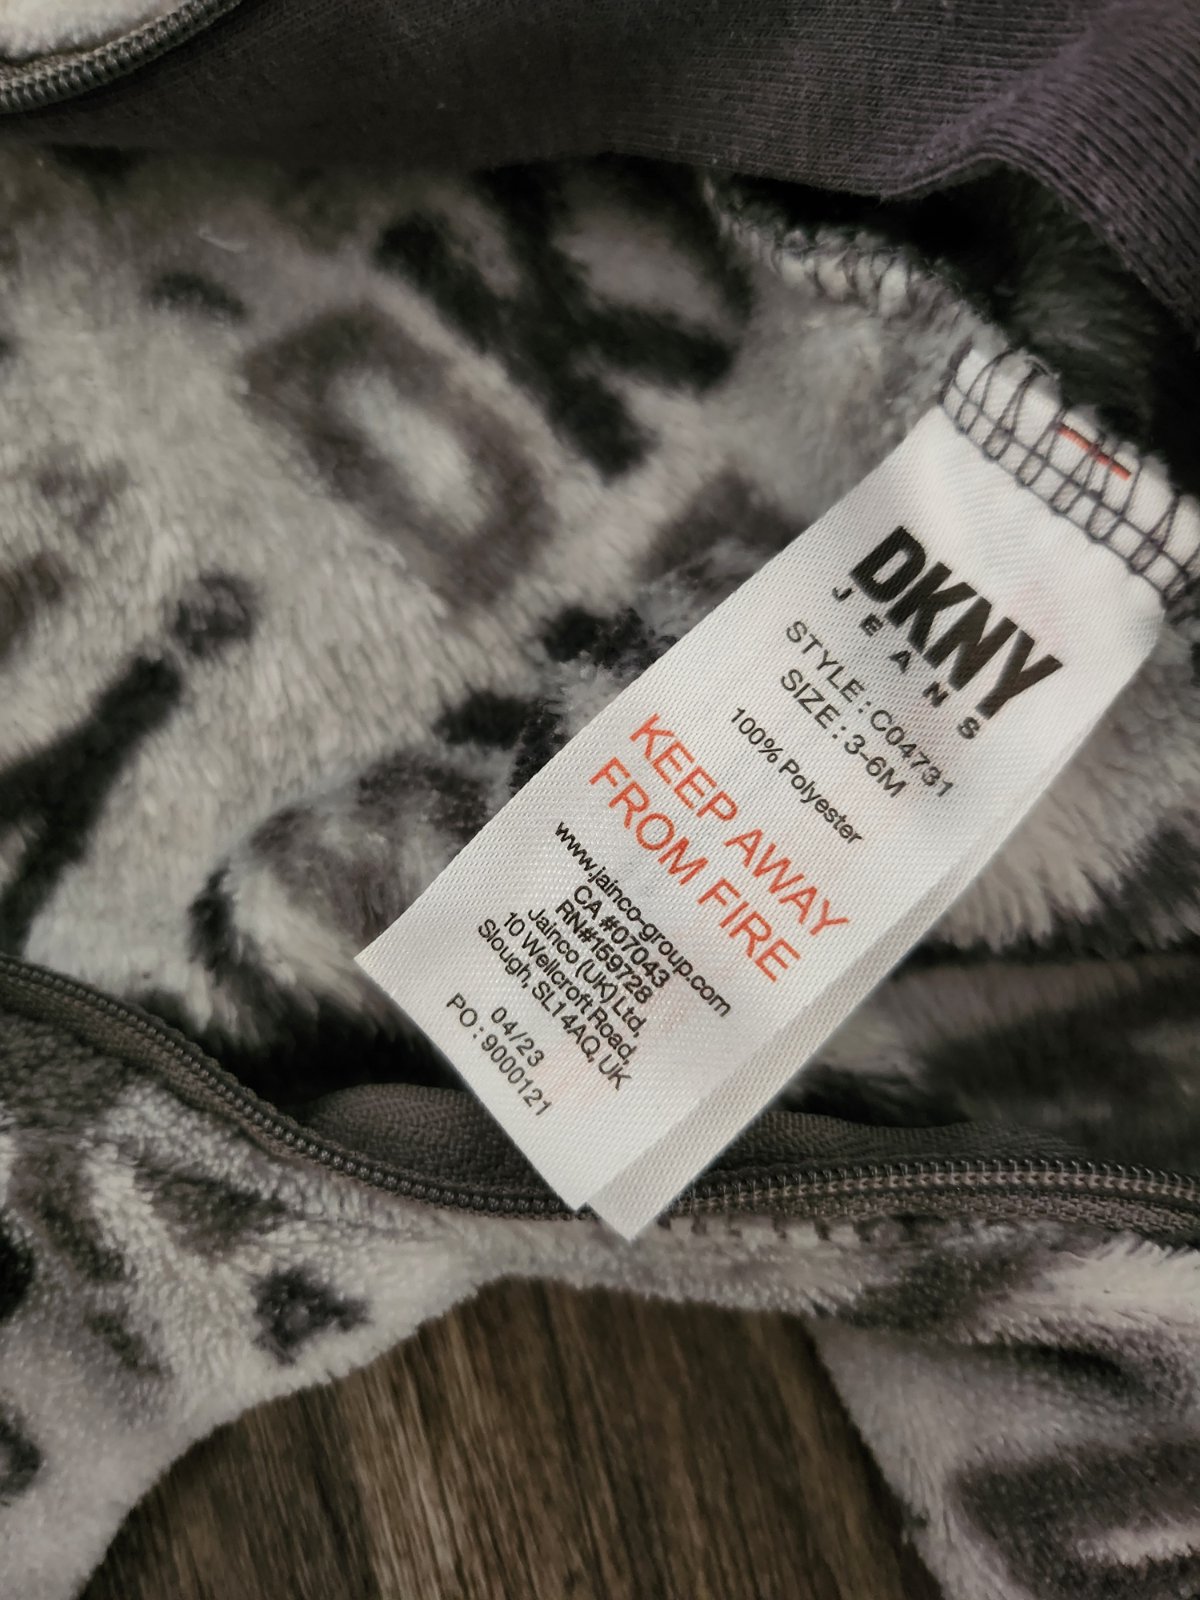 DKNY
JEANS
STYLE : C04731
SIZE : 3-6M
100% Polyester
KEEP AWAY
FROM FIRE
www.jainco-group.com
CA #07043
RN#159728
Jainco (UK) Ltd,
10 Wellcroft Road,
Slough, SL14AQ, UK
04/23
PO : 9000121